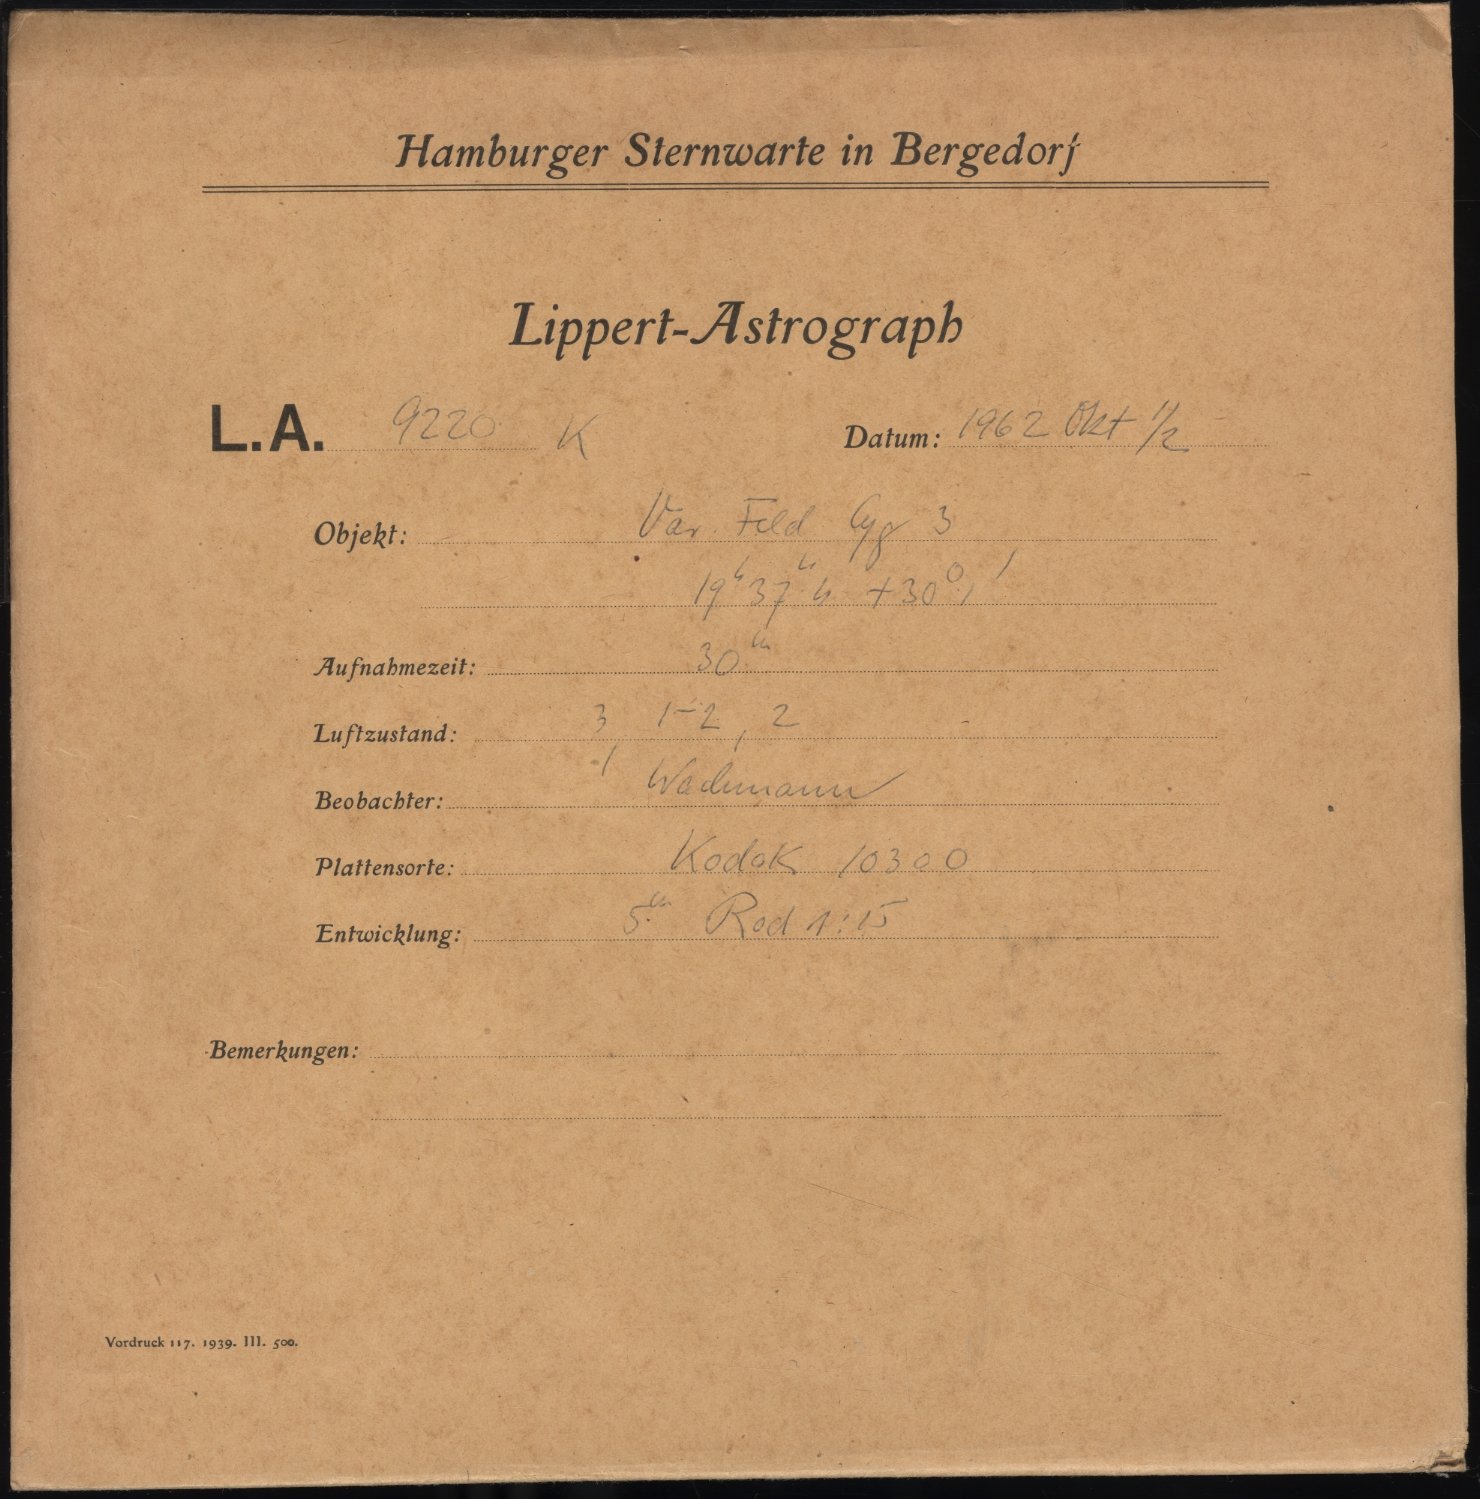 Hamburger Sternwarte in Bergedorf
Lippert-Astrograph
L.A. 9220 K Datum: 1962 Okt 1/2
Objekt: Var. Feld Cyg 3
19h 37m +30° 1'
Aufnahmezeit: 30m
Luftzustand: 3, 1-2, 2
Beobachter: Wachmann
Plattensorte: Kodak 10300
Entwicklung: 5m Rod 1:15
Bemerkungen:
Vordruck 117. 1939. III. 500.